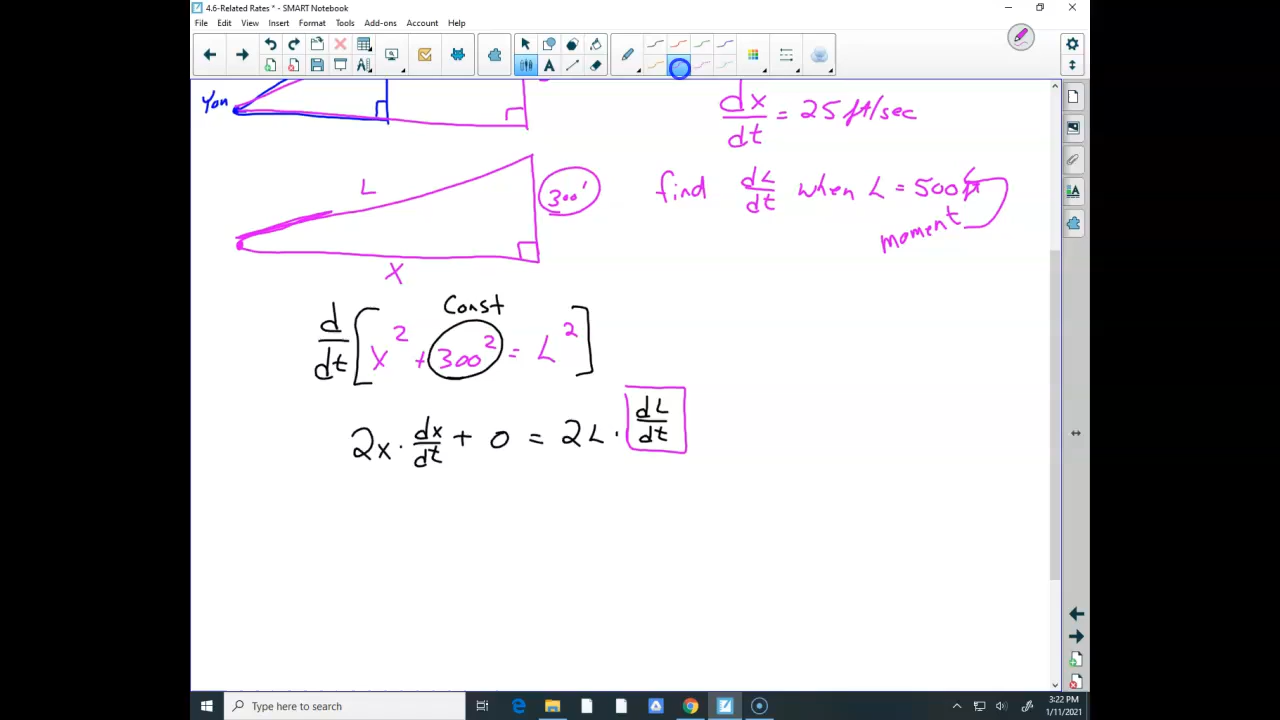 4.6-Related Rates * - SMART Notebook
File Edit View Insert Format Tools Add-ons Account Help
You
dx/dt = 25 ft/sec
L
300'
find dL/dt when L = 500 ft
moment
x
Const
d/dt [x² + 300² = L²]
2x · dx/dt + 0 = 2L · dL/dt
Type here to search
3:22 PM
1/11/2021